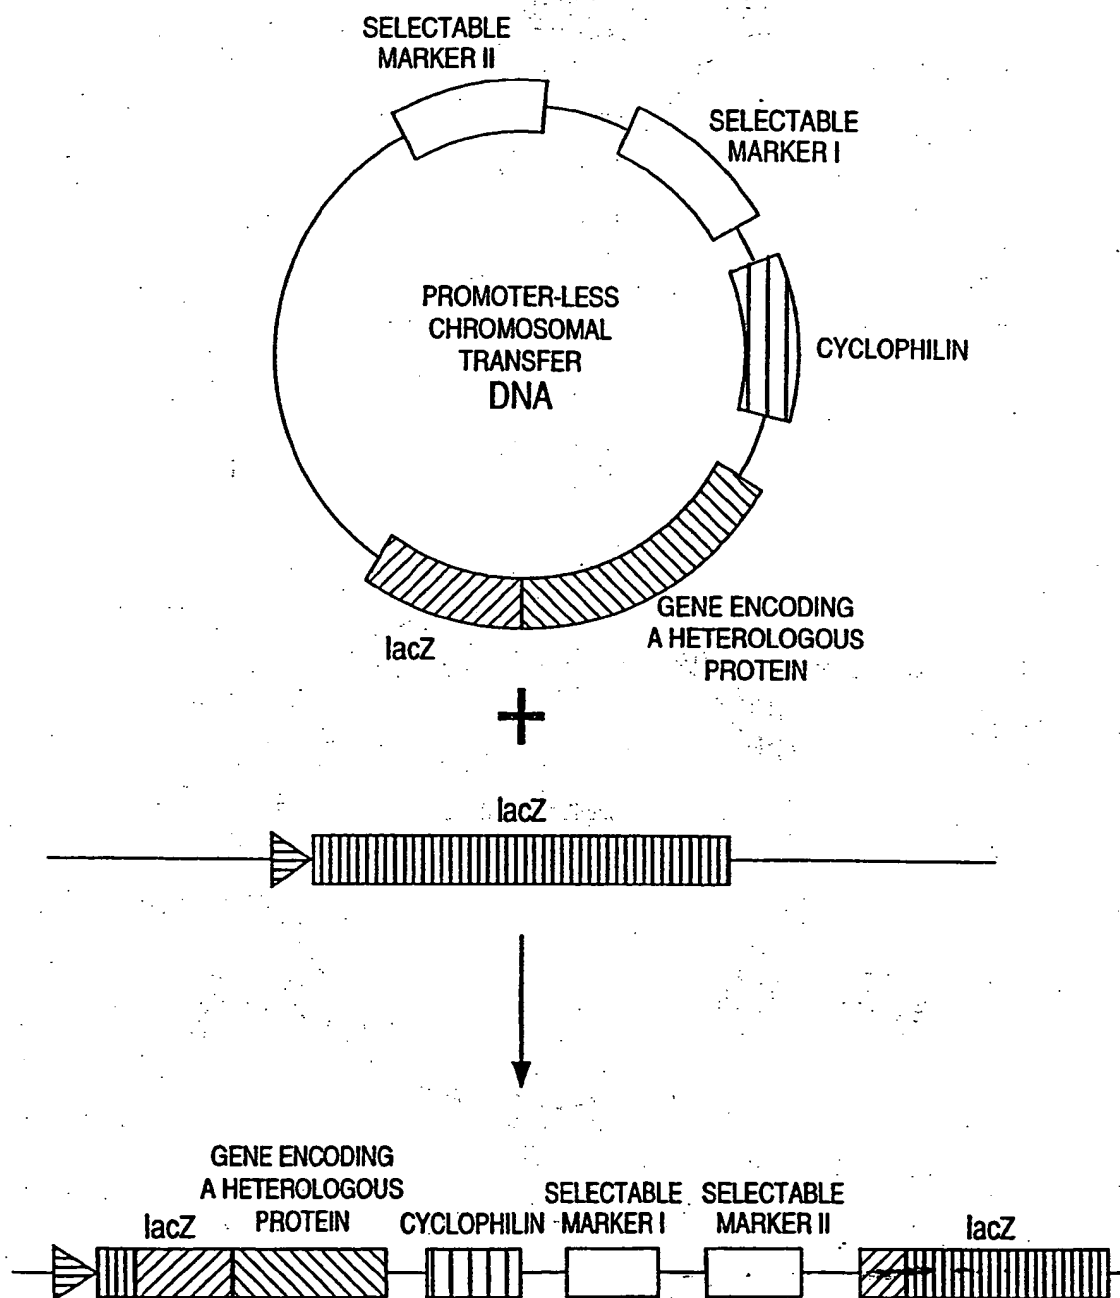 SELECTABLE
MARKER II
SELECTABLE
MARKER I
PROMOTER-LESS
CHROMOSOMAL
TRANSFER
DNA
CYCLOPHILIN
GENE ENCODING
A HETEROLOGOUS
PROTEIN
lacZ
+
lacZ
GENE ENCODING
A HETEROLOGOUS
PROTEIN
lacZ
CYCLOPHILIN
SELECTABLE
MARKER I
SELECTABLE
MARKER II
lacZ